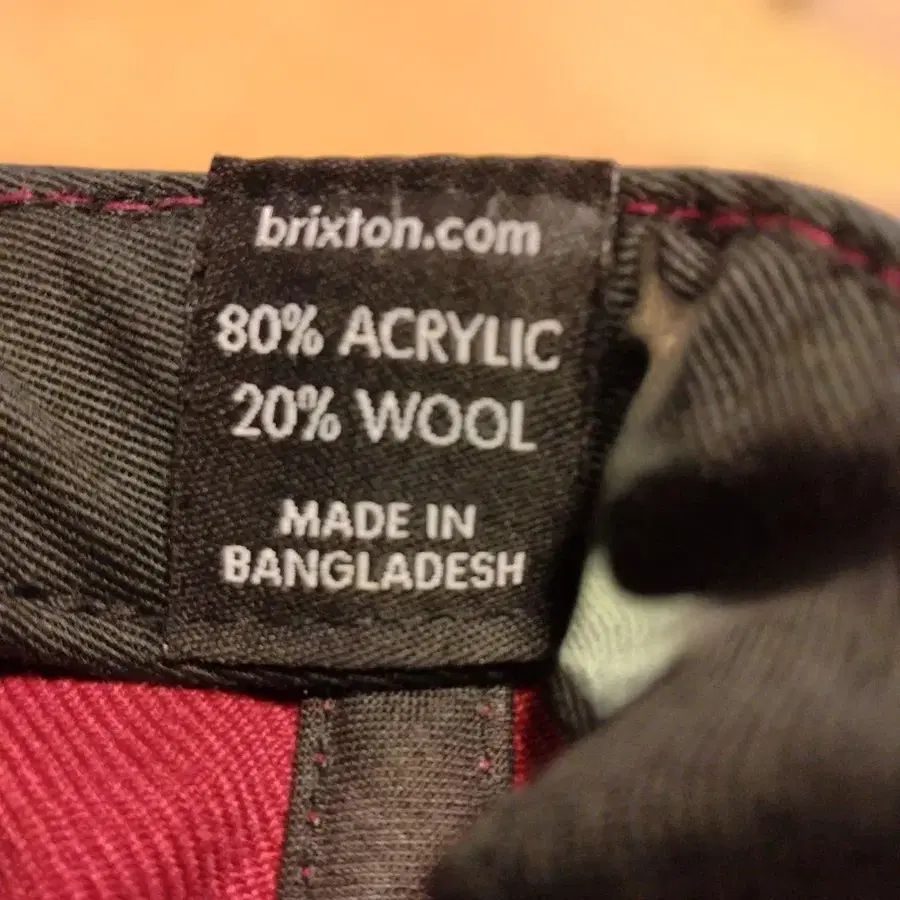 brixton.com
80% ACRYLIC
20% WOOL
MADE IN
BANGLADESH